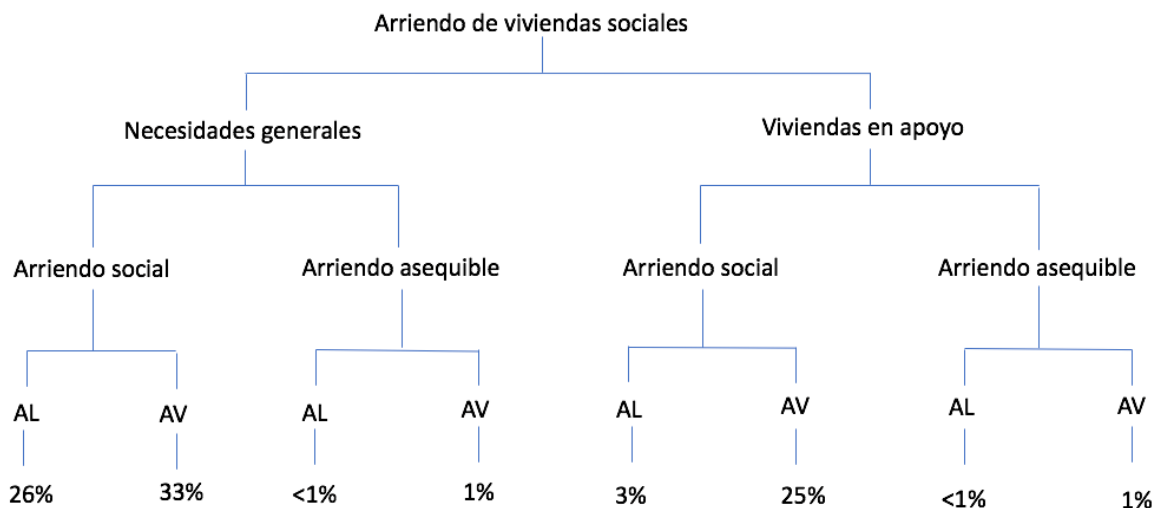 Arriendo de viviendas sociales
Necesidades generales
Viviendas en apoyo
Arriendo social
Arriendo asequible
Arriendo social
Arriendo asequible
AL
AV
AL
AV
AL
AV
AL
AV
26%
33%
<1%
1%
3%
25%
<1%
1%